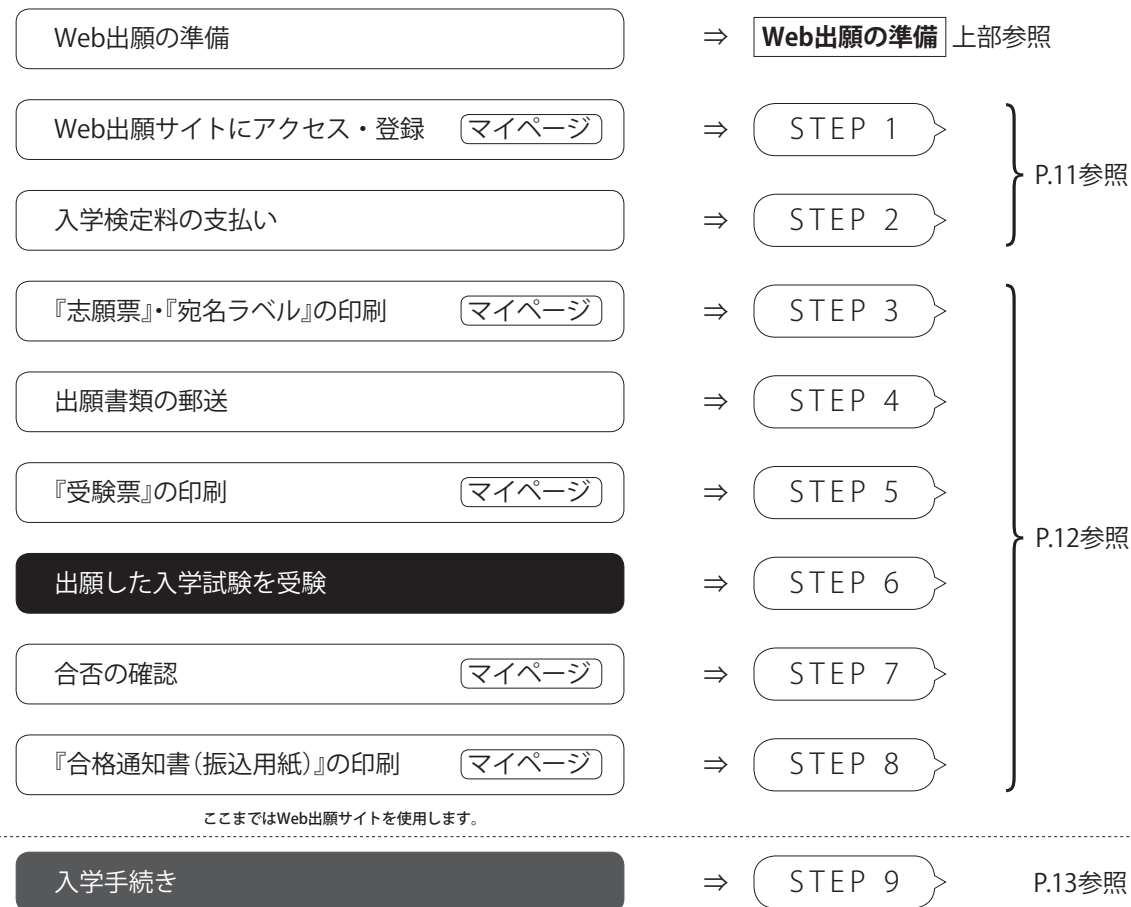 Web出願の準備 ⇒ Web出願の準備 上部参照
Web出願サイトにアクセス・登録 マイページ ⇒ STEP 1
P.11参照
入学検定料の支払い ⇒ STEP 2
『志願票』・『宛名ラベル』の印刷 マイページ ⇒ STEP 3
出願書類の郵送 ⇒ STEP 4
『受験票』の印刷 マイページ ⇒ STEP 5
P.12参照
出願した入学試験を受験 ⇒ STEP 6
合否の確認 マイページ ⇒ STEP 7
『合格通知書(振込用紙)』の印刷 マイページ ⇒ STEP 8
ここまではWeb出願サイトを使用します。
入学手続き ⇒ STEP 9 P.13参照